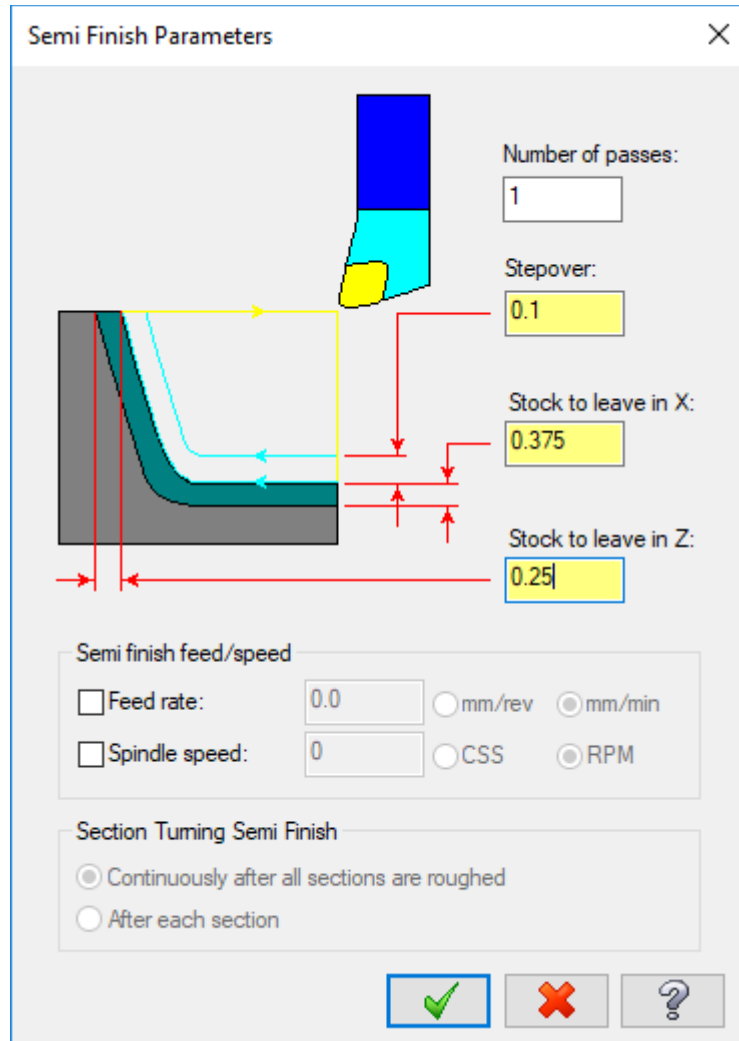 Semi Finish Parameters
Number of passes:
1
Stepover:
0.1
Stock to leave in X:
0.375
Stock to leave in Z:
0.25
Semi finish feed/speed
Feed rate:
0.0
mm/rev
mm/min
Spindle speed:
0
CSS
RPM
Section Turning Semi Finish
Continuously after all sections are roughed
After each section